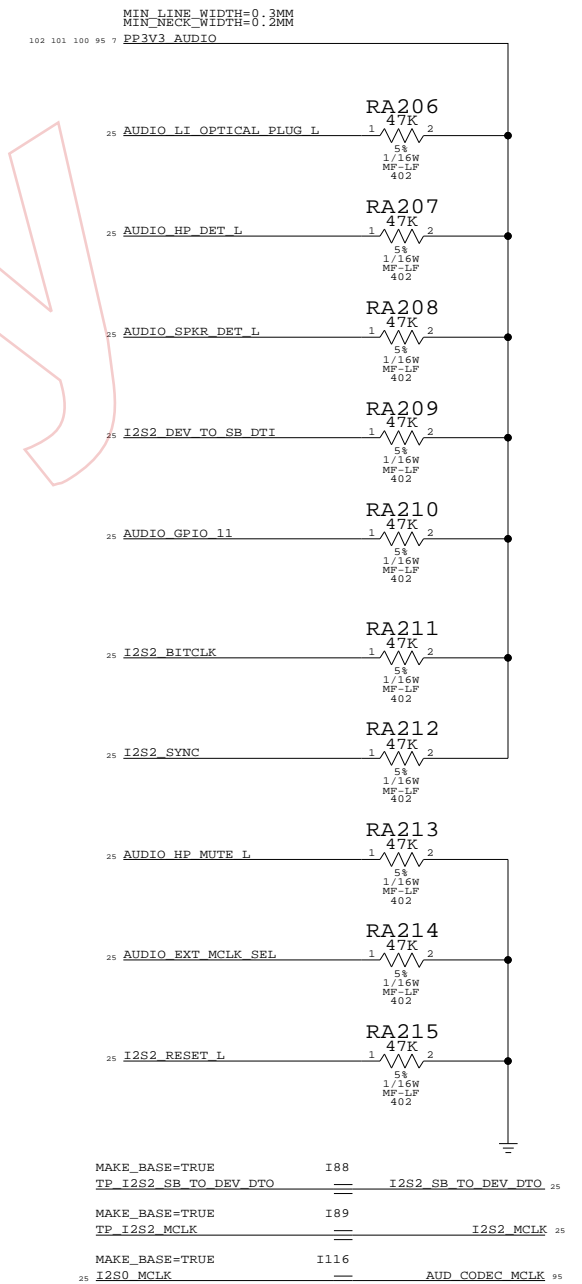 MIN_LINE_WIDTH=0.3MM
MIN_NECK_WIDTH=0.2MM
102 101 100 95 7 PP3V3_AUDIO
RA206
47K
25 AUDIO_LI_OPTICAL_PLUG_L 1 2
5%
1/16W
MF-LF
402
RA207
47K
25 AUDIO_HP_DET_L 1 2
5%
1/16W
MF-LF
402
RA208
47K
25 AUDIO_SPKR_DET_L 1 2
5%
1/16W
MF-LF
402
RA209
47K
25 I2S2_DEV_TO_SB_DTI 1 2
5%
1/16W
MF-LF
402
RA210
47K
25 AUDIO_GPIO_11 1 2
5%
1/16W
MF-LF
402
RA211
47K
25 I2S2_BITCLK 1 2
5%
1/16W
MF-LF
402
RA212
47K
25 I2S2_SYNC 1 2
5%
1/16W
MF-LF
402
RA213
47K
25 AUDIO_HP_MUTE_L 1 2
5%
1/16W
MF-LF
402
RA214
47K
25 AUDIO_EXT_MCLK_SEL 1 2
5%
1/16W
MF-LF
402
RA215
47K
25 I2S2_RESET_L 1 2
5%
1/16W
MF-LF
402
MAKE_BASE=TRUE I88
TP_I2S2_SB_TO_DEV_DTO I2S2_SB_TO_DEV_DTO 25
MAKE_BASE=TRUE I89
TP_I2S2_MCLK I2S2_MCLK 25
MAKE_BASE=TRUE I116
25 I2S0_MCLK AUD_CODEC_MCLK 95
y